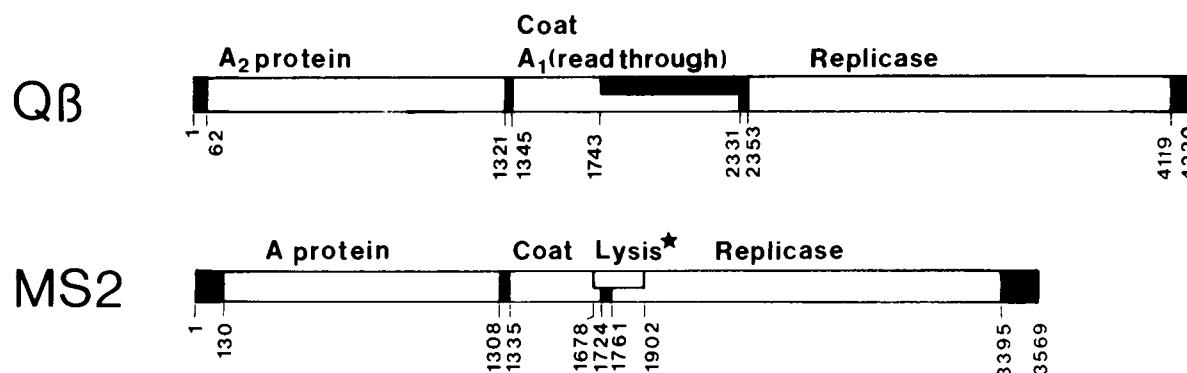 Coat
A₂ protein A₁(read through) Replicase
Qβ
1 62 1321 1345 1743 2331 2353 4119
A protein Coat Lysis★ Replicase
MS2
1 130 1308 1335 1678 1724 1761 1902 3395 3569